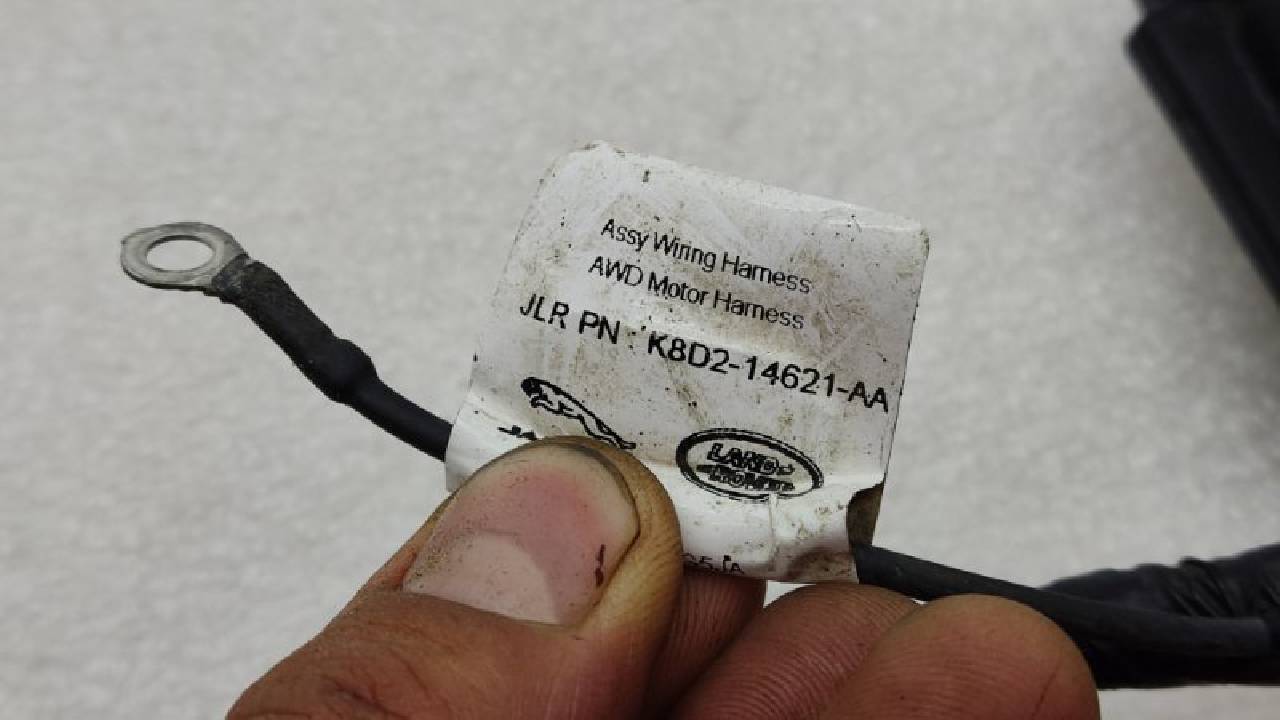 Assy Wiring Harness
AWD Motor Harness
JLR PN : K8D2-14621-AA
LAND-
ROVER